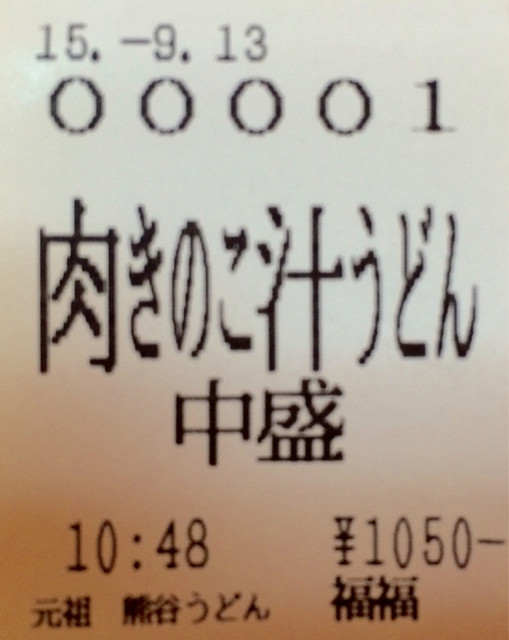 15.-9.13
00001
肉きのこ汁うどん
中盛
10:48 ¥1050-
元祖 熊谷うどん 福福